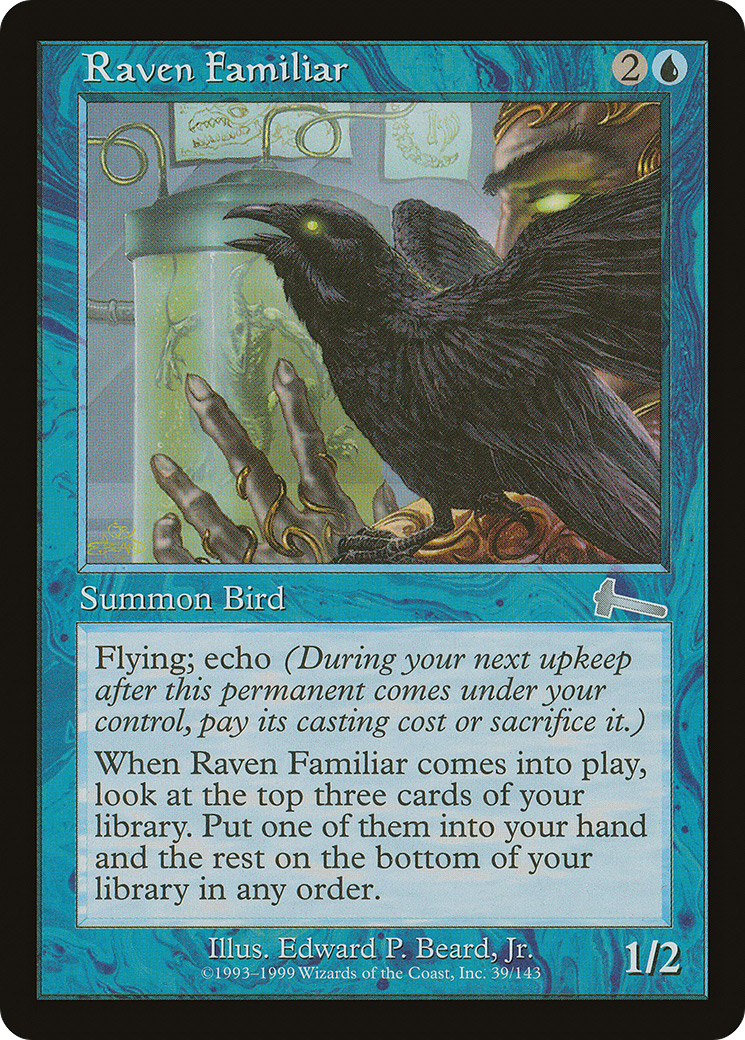 Raven Familiar 2
Summon Bird
Flying; echo (During your next upkeep
after this permanent comes under your
control, pay its casting cost or sacrifice it.)
When Raven Familiar comes into play,
look at the top three cards of your
library. Put one of them into your hand
and the rest on the bottom of your
library in any order.
Illus. Edward P. Beard, Jr.
©1993–1999 Wizards of the Coast, Inc. 39/143
1/2